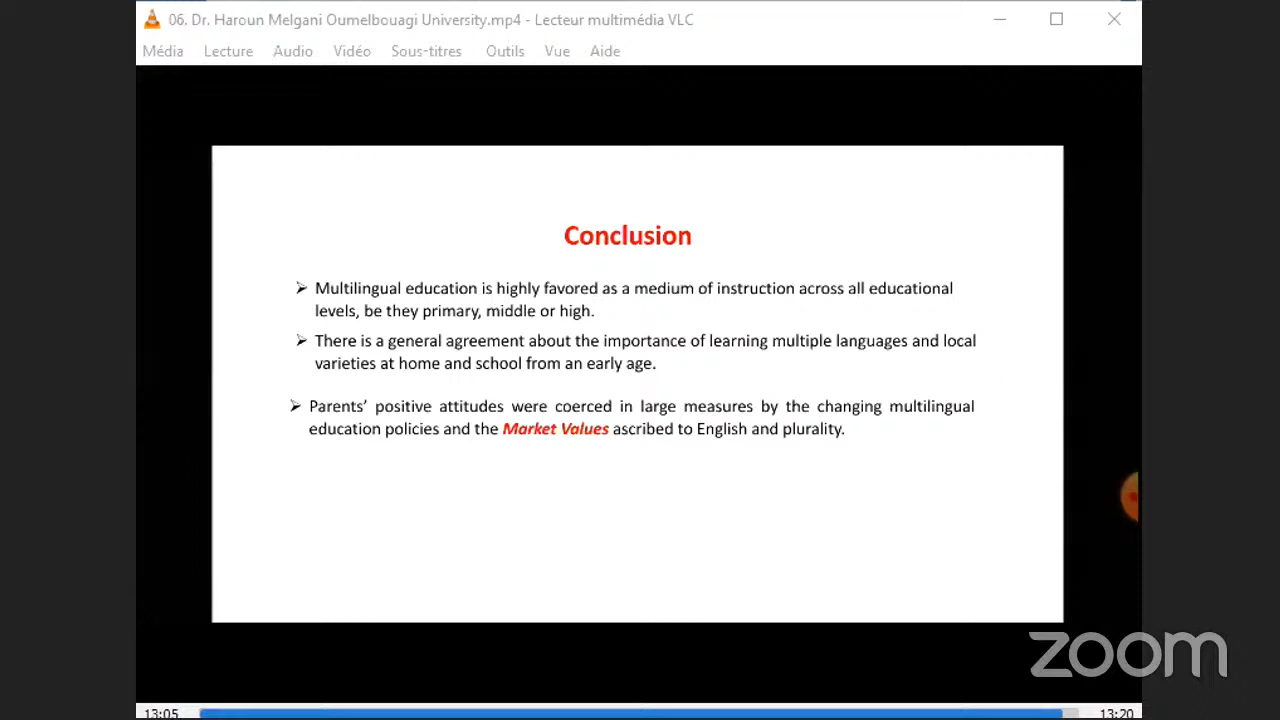 06. Dr. Haroun Melgani Oumelbouagi University.mp4 - Lecteur multimédia VLC
Média Lecture Audio Vidéo Sous-titres Outils Vue Aide
Conclusion
➢ Multilingual education is highly favored as a medium of instruction across all educational
levels, be they primary, middle or high.
➢ There is a general agreement about the importance of learning multiple languages and local
varieties at home and school from an early age.
➢ Parents’ positive attitudes were coerced in large measures by the changing multilingual
education policies and the Market Values ascribed to English and plurality.
zoom
13:05 13:20